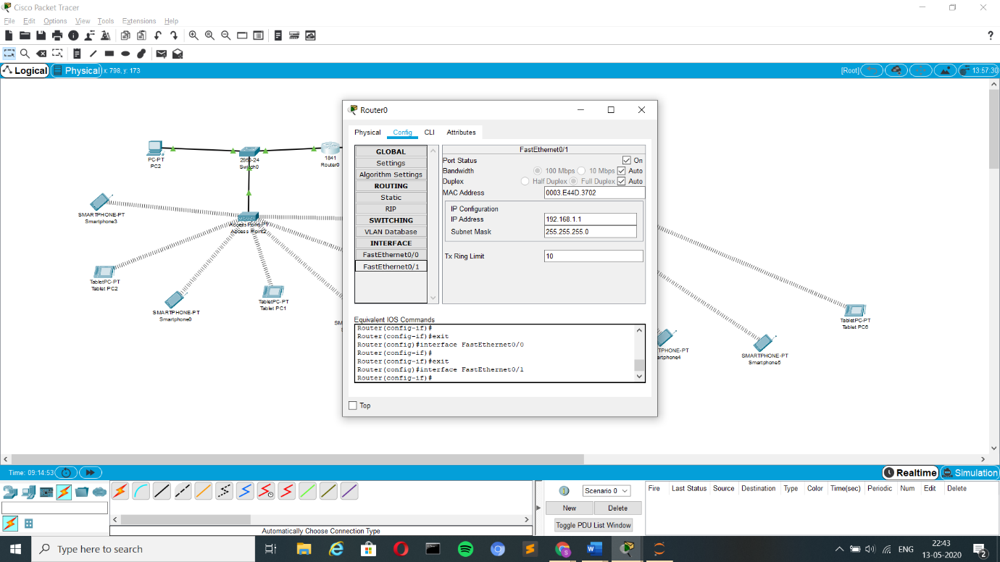 Cisco Packet Tracer
File Edit Options View Tools Extensions Help
?
Logical Physical x: 798, y: 173 [Root] 13:57:30
PC-PT
PC2
2950-24
Switch0
1841
Router0
SMARTPHONE-PT
Smartphone3
AccessPoint-PT
Access Point2
TabletPC-PT
Tablet PC2
SMARTPHONE-PT
Smartphone0
TabletPC-PT
Tablet PC1
SM
Router0
Physical Config CLI Attributes
GLOBAL
Settings
Algorithm Settings
ROUTING
Static
RIP
SWITCHING
VLAN Database
INTERFACE
FastEthernet0/0
FastEthernet0/1
FastEthernet0/1
Port Status On
Bandwidth 100 Mbps 10 Mbps Auto
Duplex Half Duplex Full Duplex Auto
MAC Address 0003.E44D.3702
IP Configuration
IP Address 192.168.1.1
Subnet Mask 255.255.255.0
Tx Ring Limit 10
Equivalent IOS Commands
Router(config-if)#
Router(config-if)#exit
Router(config)#interface FastEthernet0/0
Router(config-if)#
Router(config-if)#exit
Router(config)#interface FastEthernet0/1
Router(config-if)#
Top
TPHONE-PT
artphone4
SMARTPHONE-PT
Smartphone5
TabletPC-PT
Tablet PC6
Time: 09:14:53 Realtime Simulation
Automatically Choose Connection Type
Scenario 0
New Delete
Toggle PDU List Window
Fire Last Status Source Destination Type Color Time(sec) Periodic Num Edit Delete
Type here to search
ENG
22:43
13-05-2020
2